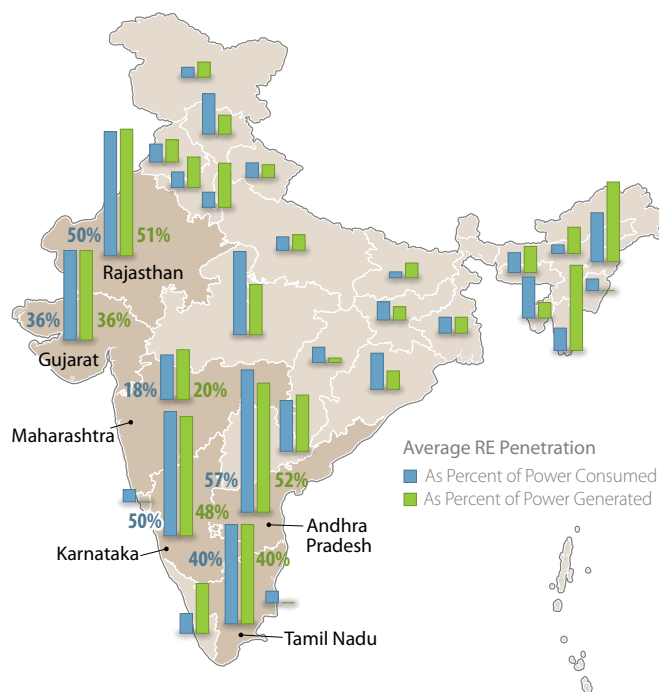 50% 51%
Rajasthan
36% 36%
Gujarat
18% 20%
Maharashtra
57% 52%
50% 48%
Karnataka
Andhra
Pradesh
40% 40%
Tamil Nadu
Average RE Penetration
As Percent of Power Consumed
As Percent of Power Generated